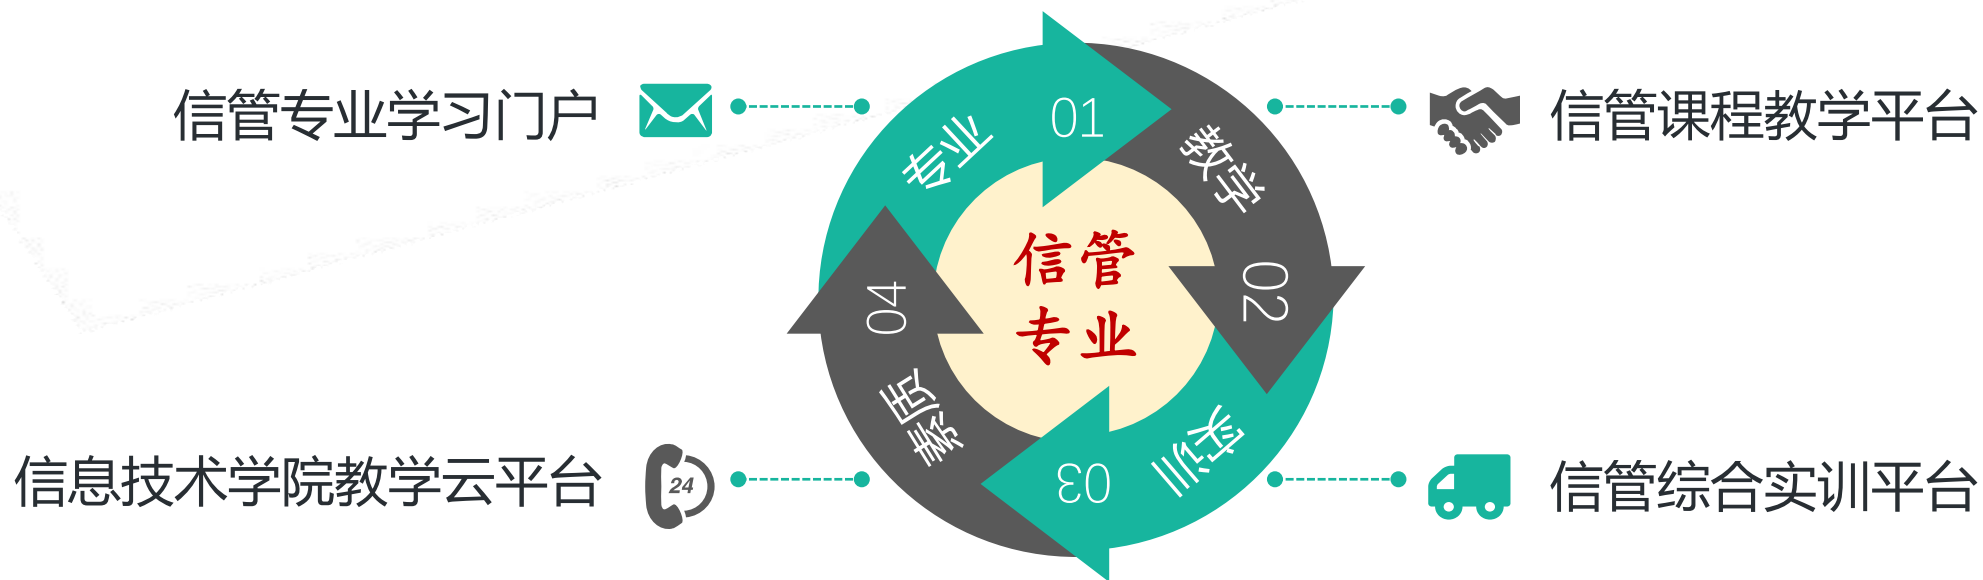 信管专业学习门户
01
专业
教学
信管课程教学平台
信管
专业
02
04
素质
信息技术学院教学云平台
24
03
实训
信管综合实训平台